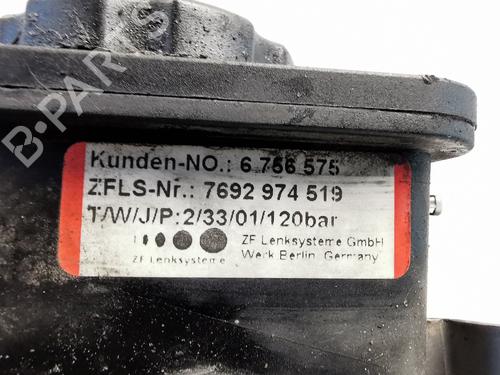 Kunden-NO.: 6 756 575
ZFLS-Nr.: 7692 974 519
T/W/J/P:2/33/01/120bar
ZF Lenksysteme GmbH
ZF Lenksysteme Werk Berlin, Germany
B-PARTS